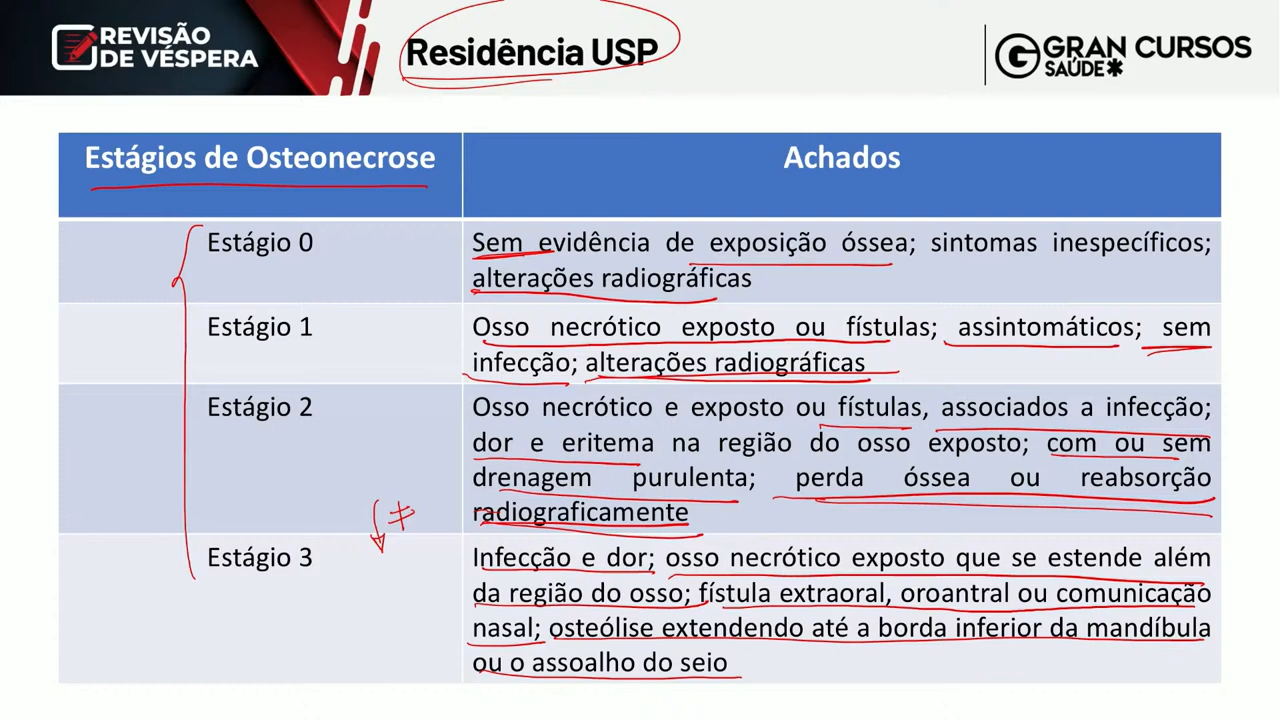 REVISÃO
DE VÉSPERA
Residência USP
GRAN CURSOS
SAÚDE
Estágios de Osteonecrose
Achados
Estágio 0
Sem evidência de exposição óssea; sintomas inespecíficos;
alterações radiográficas
Estágio 1
Osso necrótico exposto ou fístulas; assintomáticos; sem
infecção; alterações radiográficas
Estágio 2
Osso necrótico e exposto ou fístulas, associados a infecção;
dor e eritema na região do osso exposto; com ou sem
drenagem purulenta; perda óssea ou reabsorção
radiograficamente
≠
Estágio 3
Infecção e dor; osso necrótico exposto que se estende além
da região do osso; fístula extraoral, oroantral ou comunicação
nasal; osteólise extendendo até a borda inferior da mandíbula
ou o assoalho do seio